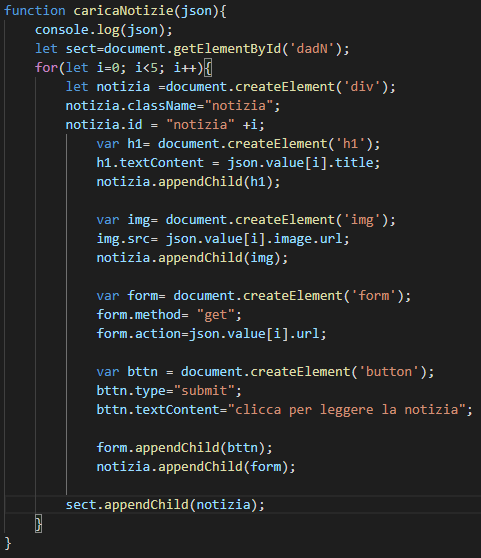 function caricaNotizie(json){
console.log(json);
let sect=document.getElementById('dadN');
for(let i=0; i<5; i++){
let notizia =document.createElement('div');
notizia.className="notizia";
notizia.id = "notizia" +i;
var h1= document.createElement('h1');
h1.textContent = json.value[i].title;
notizia.appendChild(h1);
var img= document.createElement('img');
img.src= json.value[i].image.url;
notizia.appendChild(img);
var form= document.createElement('form');
form.method= "get";
form.action=json.value[i].url;
var bttn = document.createElement('button');
bttn.type="submit";
bttn.textContent="clicca per leggere la notizia";
form.appendChild(bttn);
notizia.appendChild(form);
sect.appendChild(notizia);
}
}